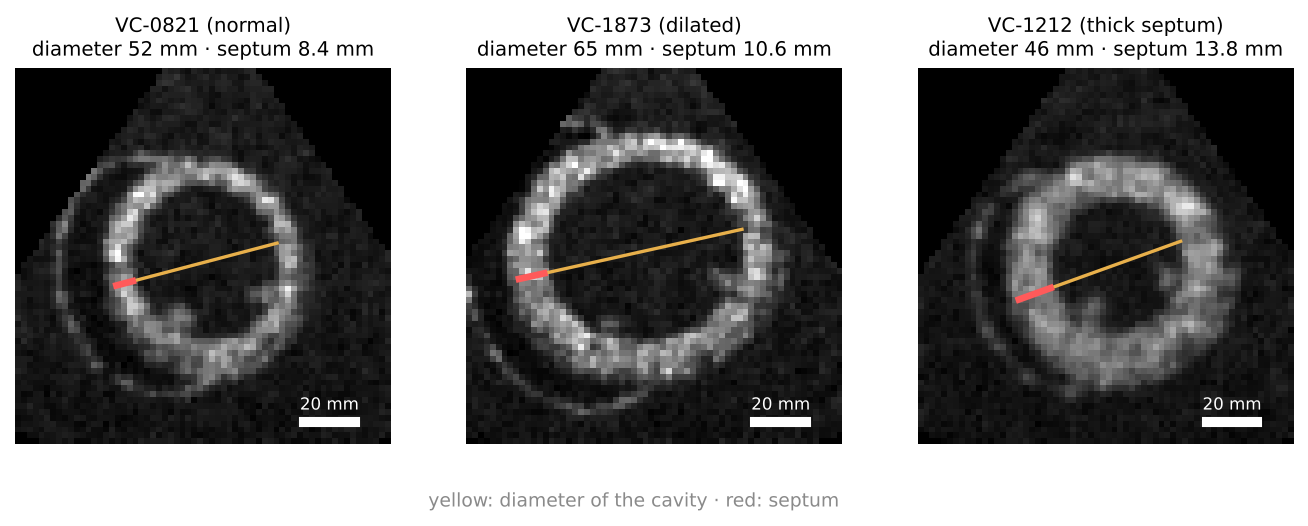 VC-0821 (normal)
diameter 52 mm · septum 8.4 mm
VC-1873 (dilated)
diameter 65 mm · septum 10.6 mm
VC-1212 (thick septum)
diameter 46 mm · septum 13.8 mm
20 mm
20 mm
20 mm
yellow: diameter of the cavity · red: septum